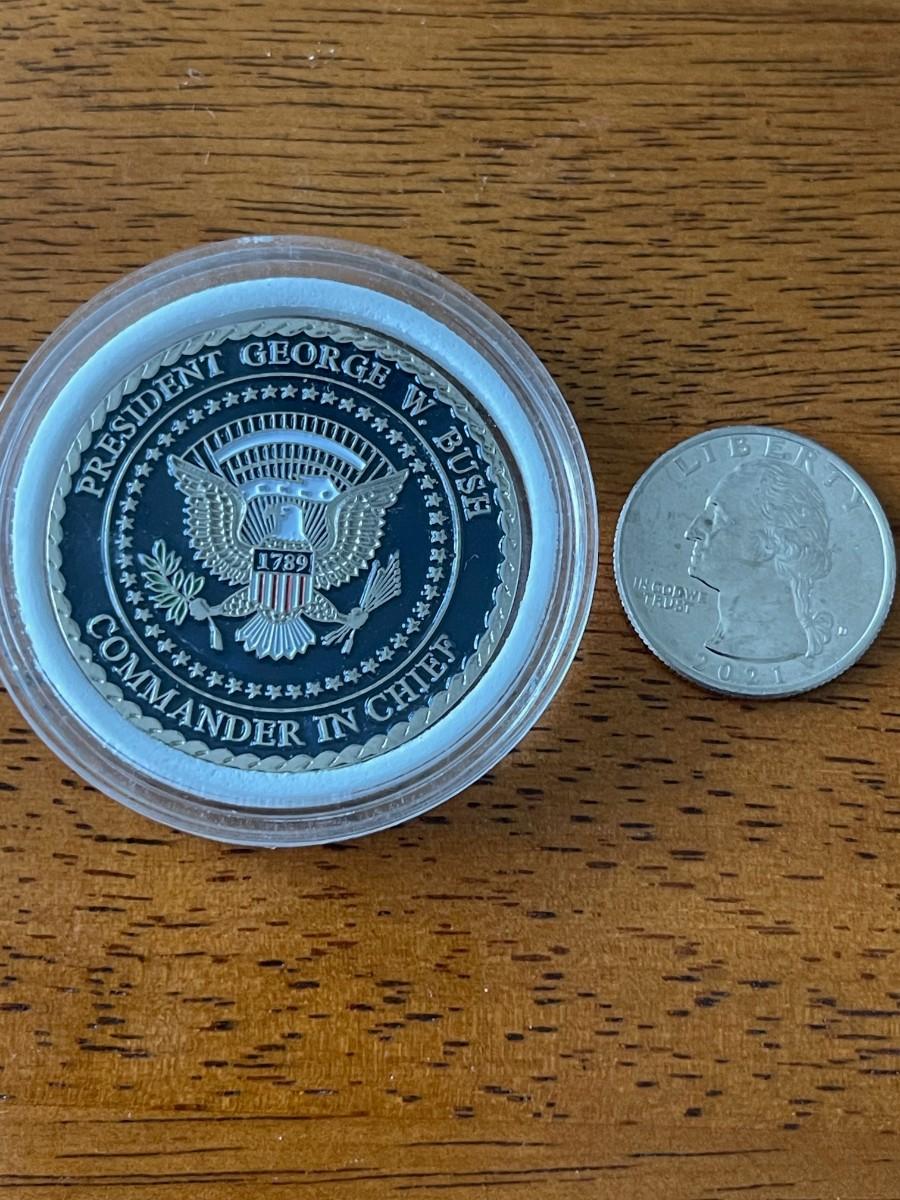 PRESIDENT GEORGE W. BUSH
1789
COMMANDER IN CHIEF
LIBERTY
IN GOD WE
TRUST
2021